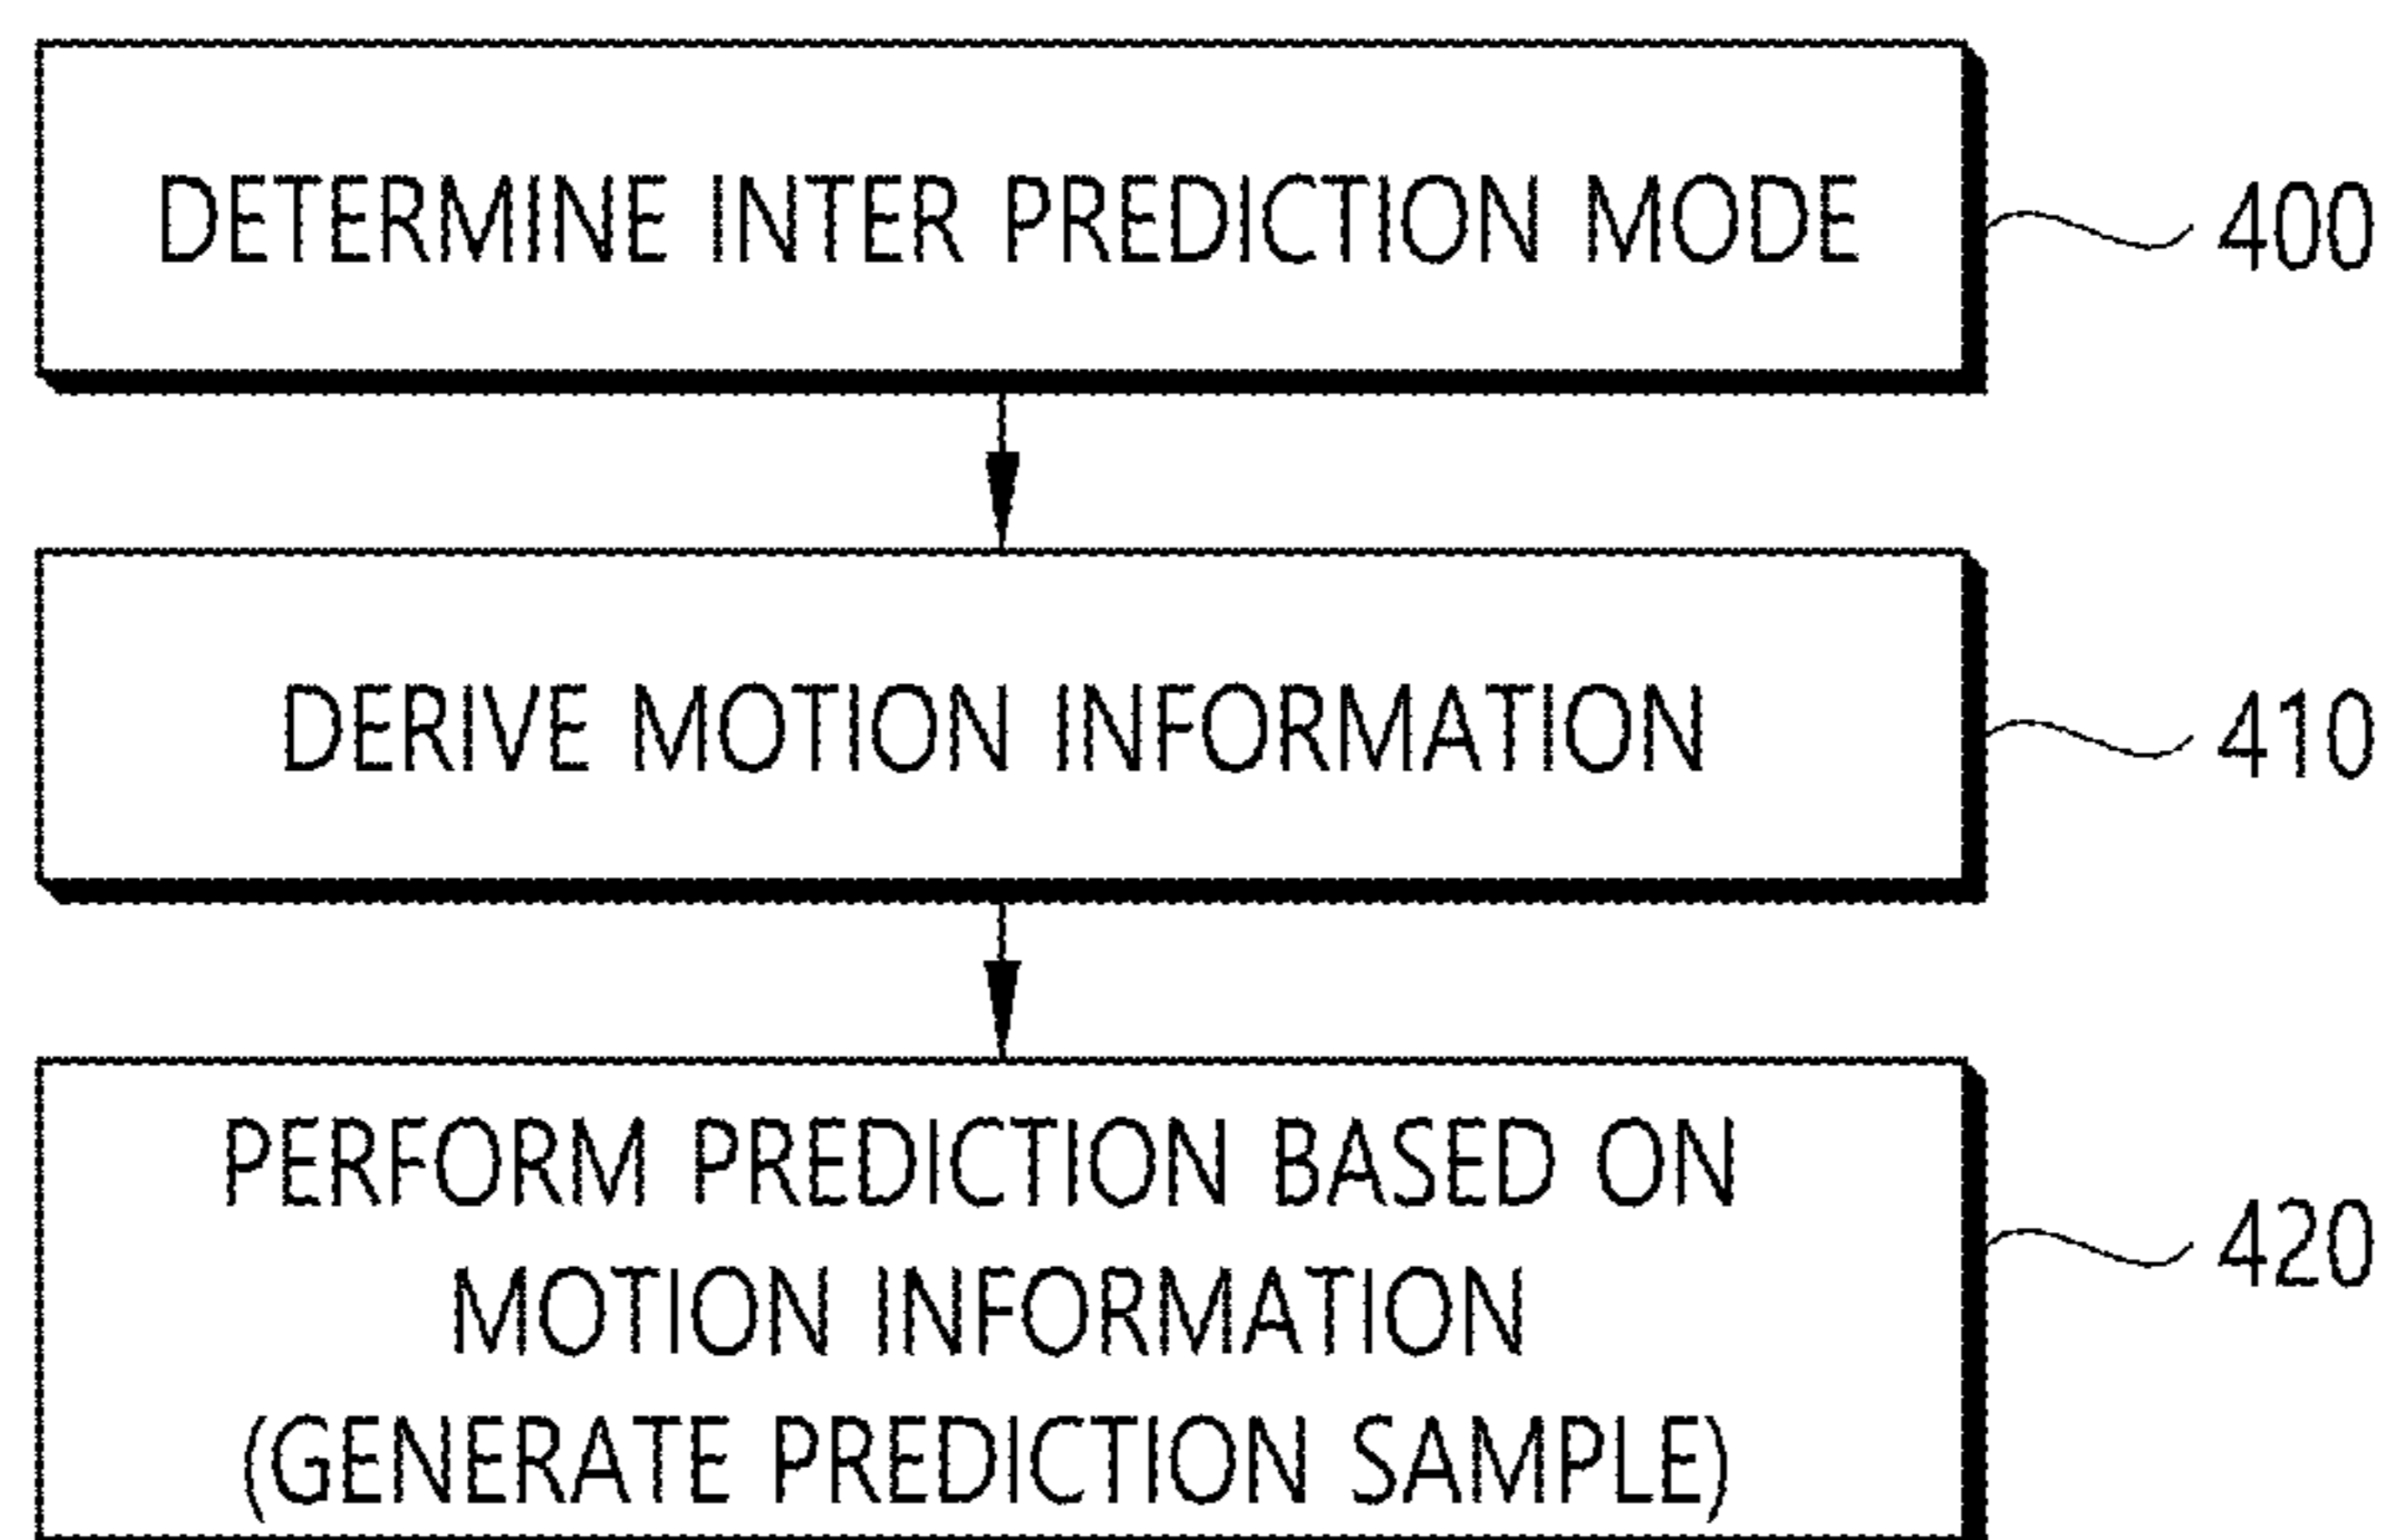 DETERMINE INTER PREDICTION MODE
400
DERIVE MOTION INFORMATION
410
PERFORM PREDICTION BASED ON
MOTION INFORMATION
(GENERATE PREDICTION SAMPLE)
420